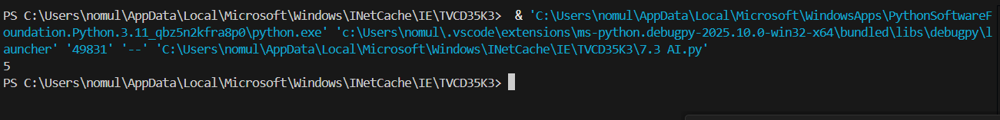 PS C:\Users\nomul\AppData\Local\Microsoft\Windows\INetCache\IE\TVCD35K3>  & 'C:\Users\nomul\AppData\Local\Microsoft\WindowsApps\PythonSoftwareF
oundation.Python.3.11_qbz5n2kfra8p0\python.exe' 'c:\Users\nomul\.vscode\extensions\ms-python.debugpy-2025.10.0-win32-x64\bundled\libs\debugpy\l
auncher' '49831' '--' 'C:\Users\nomul\AppData\Local\Microsoft\Windows\INetCache\IE\TVCD35K3\7.3 AI.py'
5
PS C:\Users\nomul\AppData\Local\Microsoft\Windows\INetCache\IE\TVCD35K3>